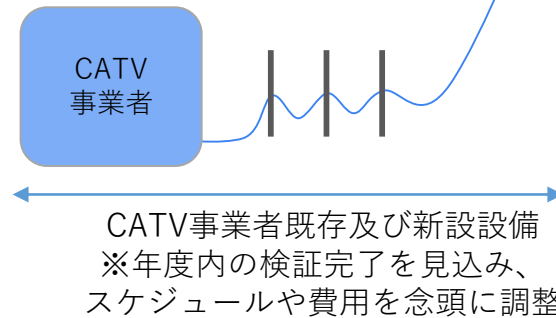 CATV
事業者
CATV事業者既存及び新設設備
※年度内の検証完了を見込み、
スケジュールや費用を念頭に調整